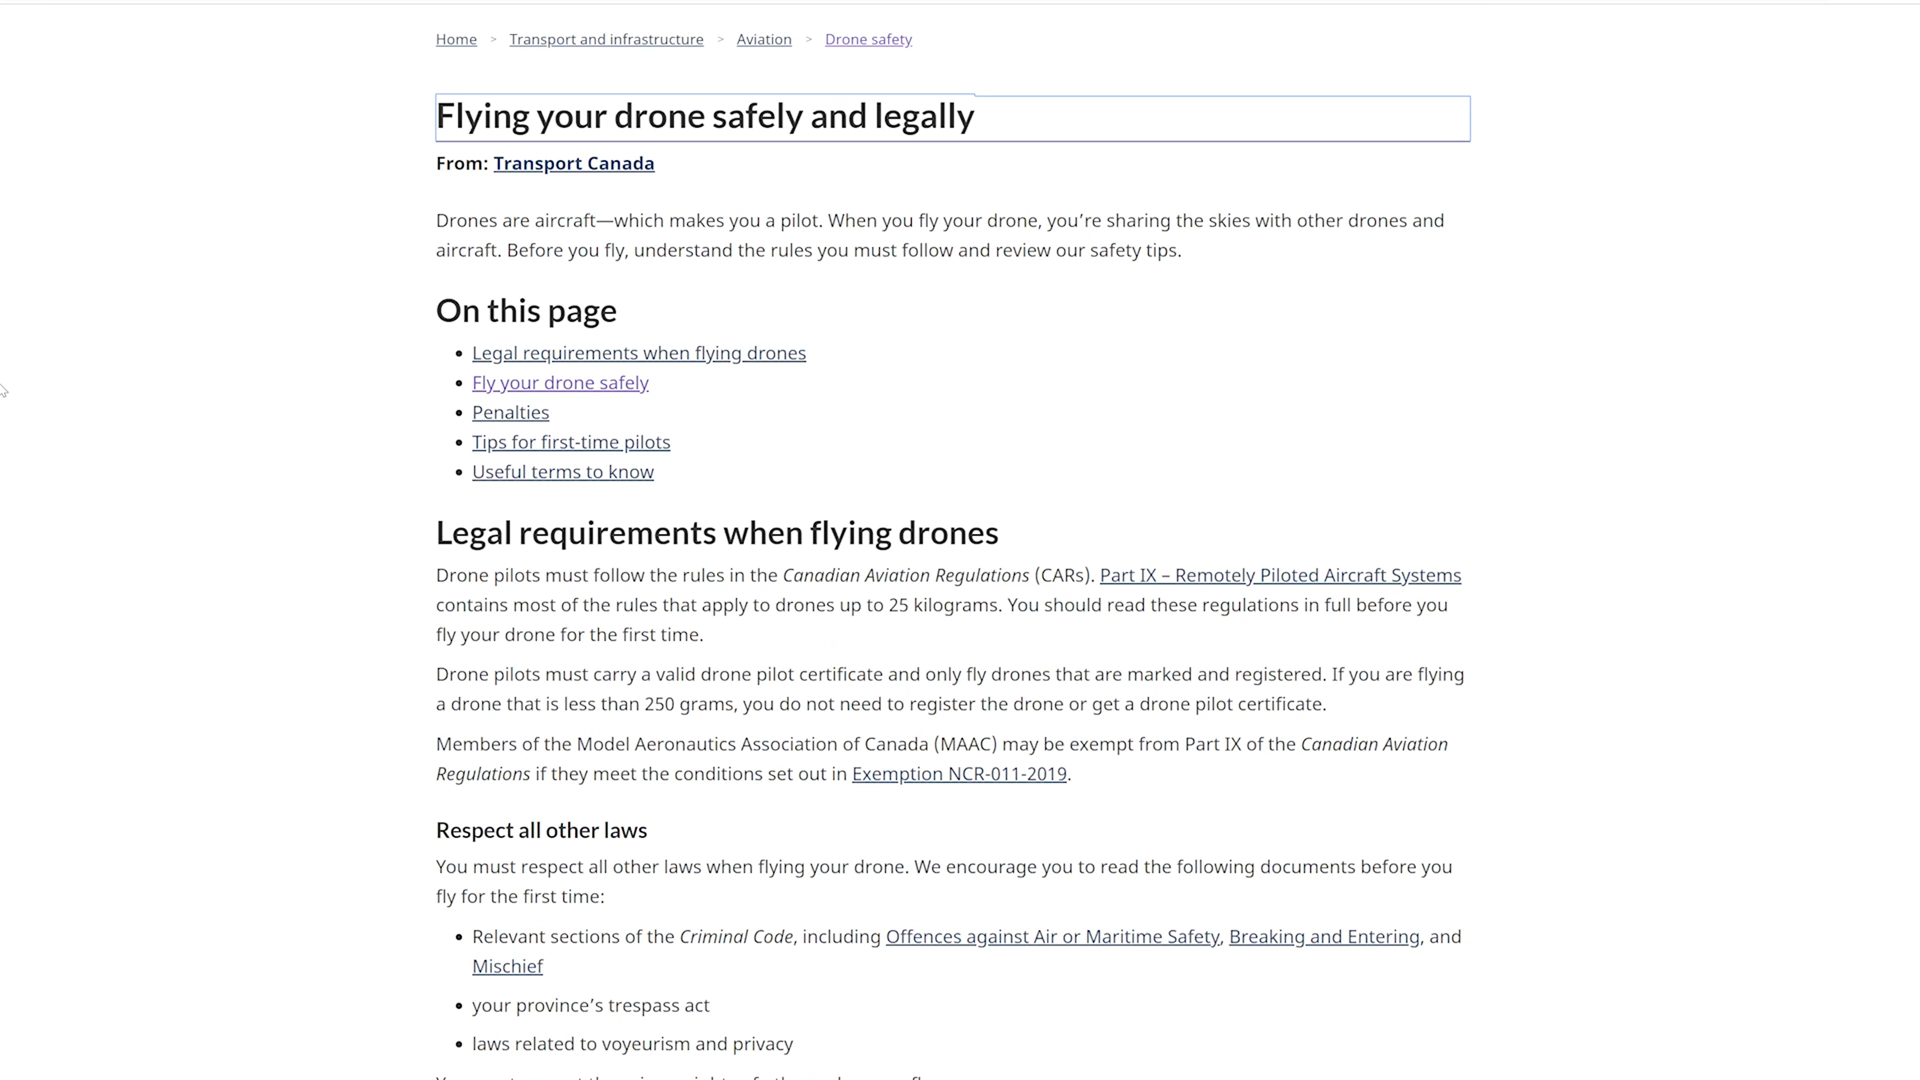 Home > Transport and infrastructure > Aviation > Drone safety
Flying your drone safely and legally
From: Transport Canada
Drones are aircraft—which makes you a pilot. When you fly your drone, you’re sharing the skies with other drones and
aircraft. Before you fly, understand the rules you must follow and review our safety tips.
On this page
• Legal requirements when flying drones
• Fly your drone safely
• Penalties
• Tips for first-time pilots
• Useful terms to know
Legal requirements when flying drones
Drone pilots must follow the rules in the Canadian Aviation Regulations (CARs). Part IX – Remotely Piloted Aircraft Systems
contains most of the rules that apply to drones up to 25 kilograms. You should read these regulations in full before you
fly your drone for the first time.
Drone pilots must carry a valid drone pilot certificate and only fly drones that are marked and registered. If you are flying
a drone that is less than 250 grams, you do not need to register the drone or get a drone pilot certificate.
Members of the Model Aeronautics Association of Canada (MAAC) may be exempt from Part IX of the Canadian Aviation
Regulations if they meet the conditions set out in Exemption NCR-011-2019.
Respect all other laws
You must respect all other laws when flying your drone. We encourage you to read the following documents before you
fly for the first time:
• Relevant sections of the Criminal Code, including Offences against Air or Maritime Safety, Breaking and Entering, and
Mischief
• your province’s trespass act
• laws related to voyeurism and privacy